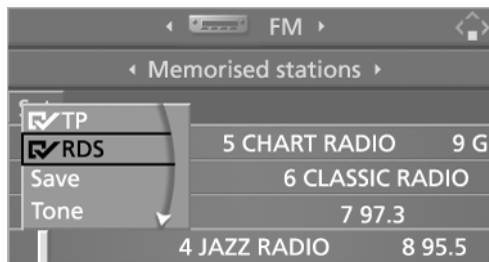 FM
Memorised stations
TP
RDS
Save
Tone
5 CHART RADIO 9 G
6 CLASSIC RADIO
7 97.3
4 JAZZ RADIO 8 95.5